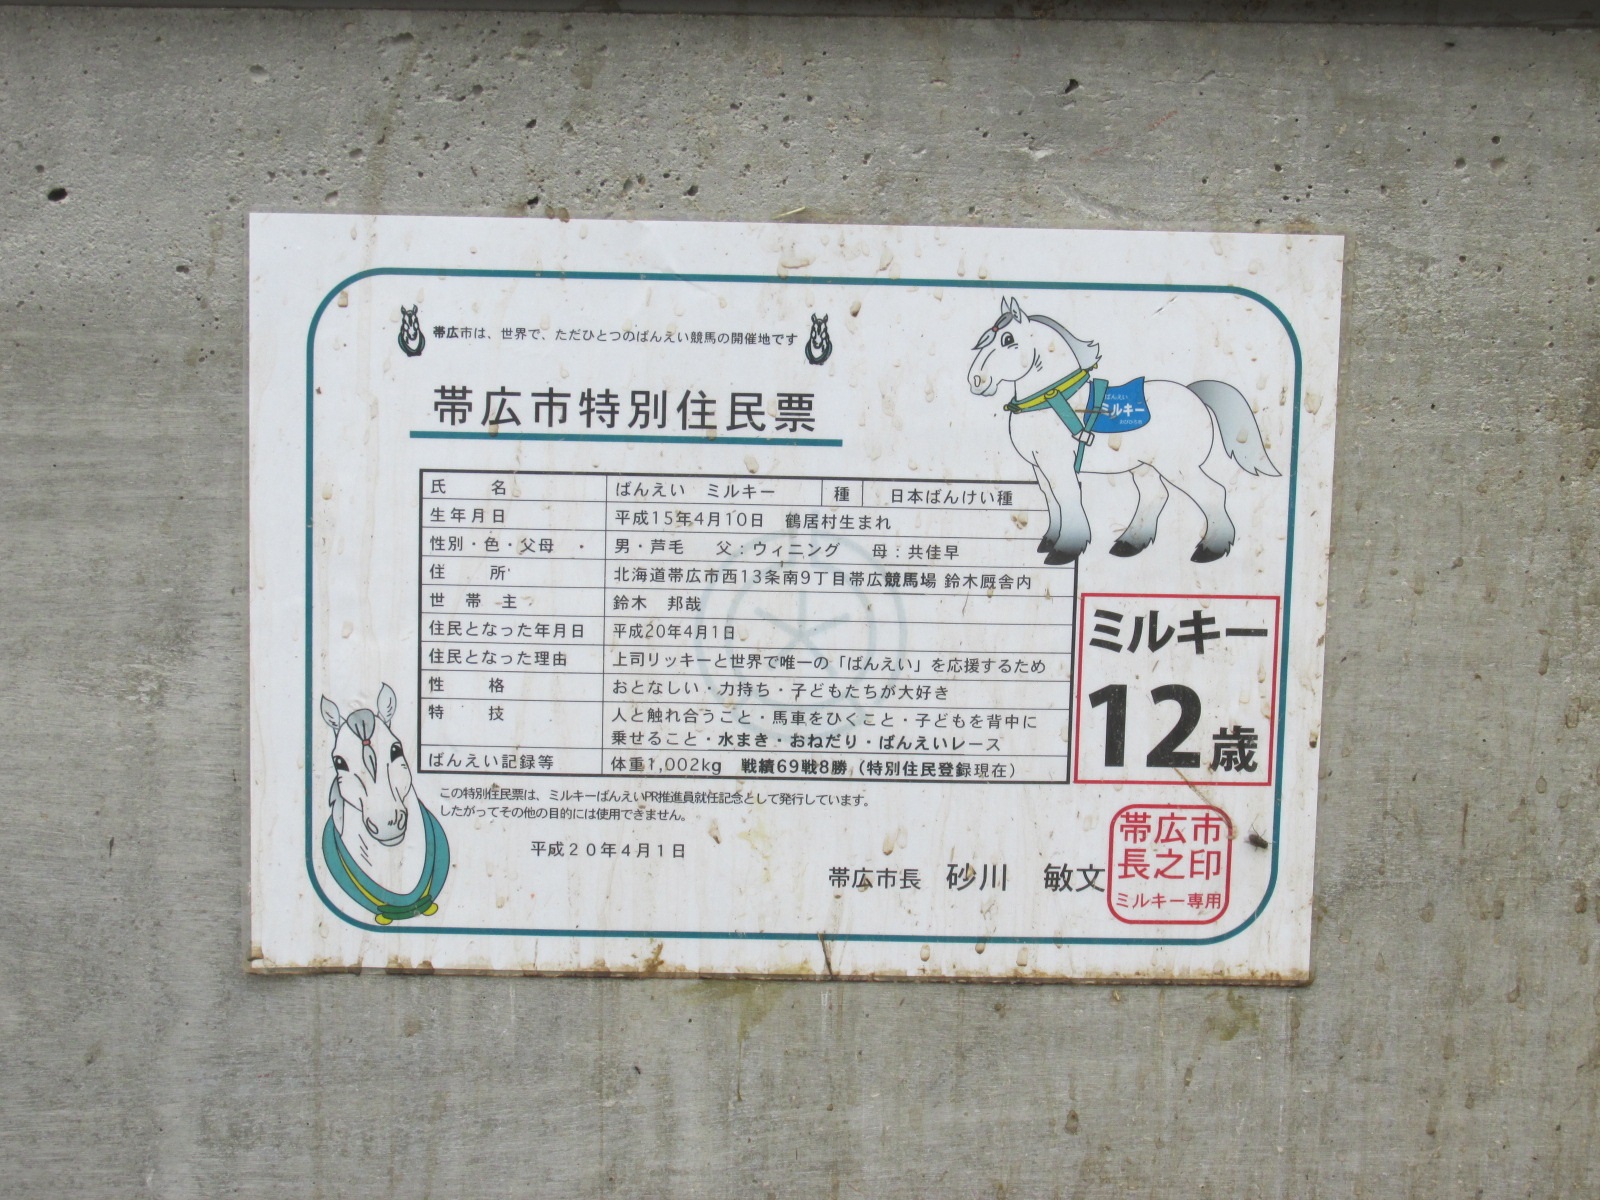 帯広市は、世界で、ただひとつのばんえい競馬の開催地です
帯広市特別住民票
ばんえい
ミルキー
氏 名 ばんえい ミルキー 種 日本ばんけい種
生年月日 平成15年4月10日 鶴居村生まれ
性別・色・父母 ・ 男・芦毛 父：ウィニング 母：共佳早
住 所 北海道帯広市西13条南9丁目帯広競馬場 鈴木厩舎内
世 帯 主 鈴木 邦哉
住民となった年月日 平成20年4月1日
住民となった理由 上司リッキーと世界で唯一の「ばんえい」を応援するため
性 格 おとなしい・力持ち・子どもたちが大好き
特 技 人と触れ合うこと・馬車をひくこと・子どもを背中に
乗せること・水まき・おねだり・ばんえいレース
ばんえい記録等 体重1,002kg 戦績69戦8勝（特別住民登録現在）
ミルキー
12歳
この特別住民票は、ミルキーばんえいPR推進員就任記念として発行しています。
したがってその他の目的には使用できません。
平成２０年４月１日
帯広市長 砂川 敏文
帯広市
長之印
ミルキー専用